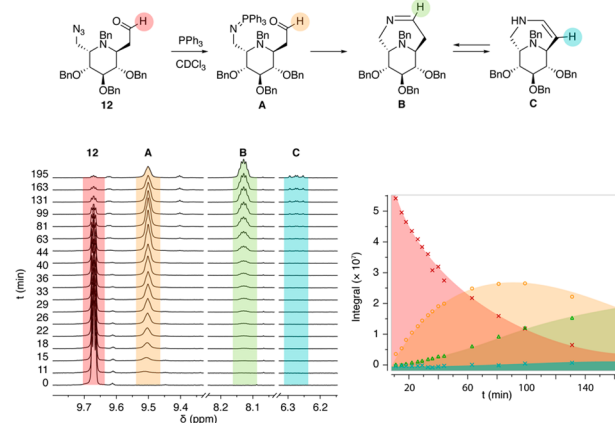 N₃ O H
N
Bn
BnO OBn
OBn
12
PPh₃
CDCl₃
N PPh₃ O H
N
Bn
BnO OBn
OBn
A
N H
N Bn
BnO OBn
OBn
B
HN H
N Bn
BnO OBn
OBn
C
12 A B C
195
163
131
99
81
63
44
40
36
33
29
26
22
18
15
11
0
t (min)
9.7 9.6 9.5 9.4 8.2 8.1 6.3 6.2
δ (ppm)
Integral (× 10⁷)
5
4
3
2
1
0
20 60 100 140
t (min)